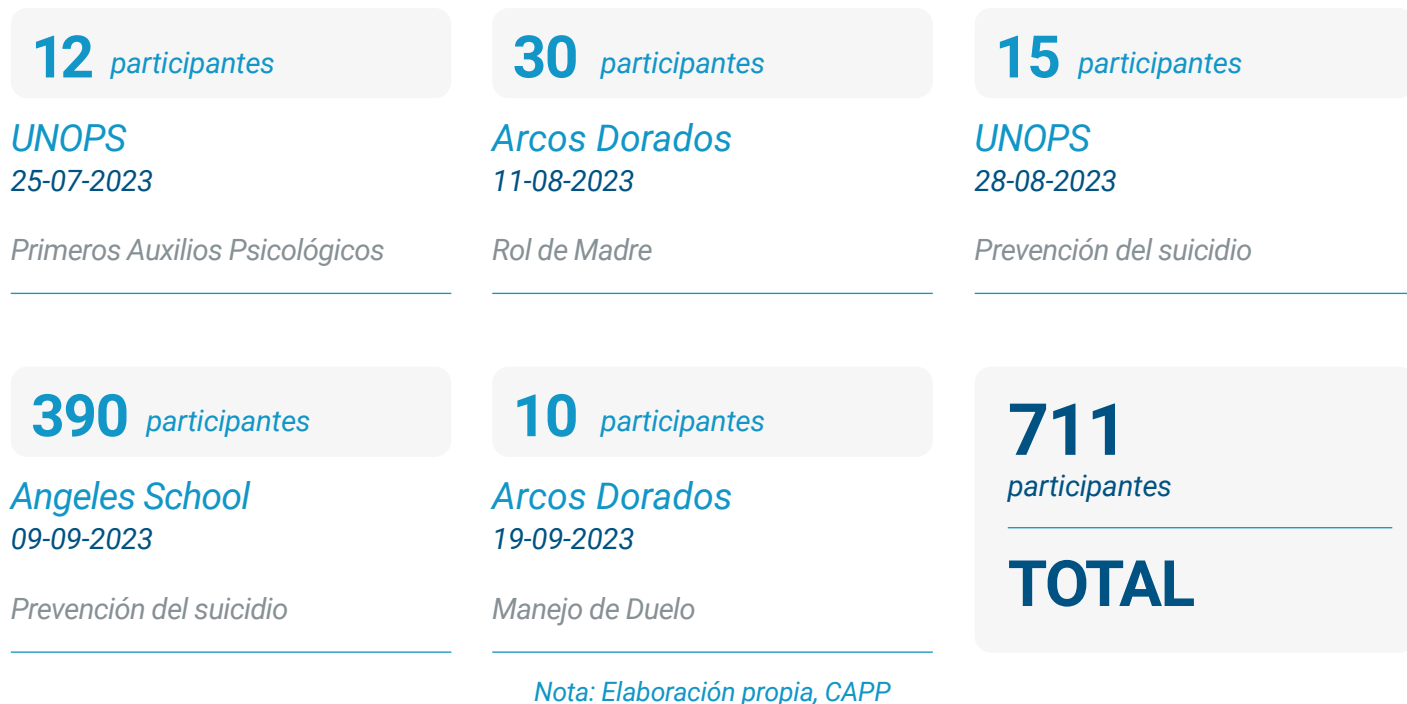 12 participantes
UNOPS
25-07-2023
Primeros Auxilios Psicológicos
30 participantes
Arcos Dorados
11-08-2023
Rol de Madre
15 participantes
UNOPS
28-08-2023
Prevención del suicidio
390 participantes
Angeles School
09-09-2023
Prevención del suicidio
10 participantes
Arcos Dorados
19-09-2023
Manejo de Duelo
711
participantes
TOTAL
Nota: Elaboración propia, CAPP